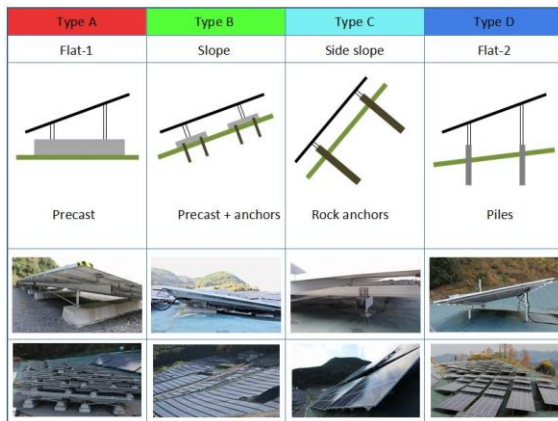 Type A
Type B
Type C
Type D
Flat-1
Slope
Side slope
Flat-2
Precast
Precast + anchors
Rock anchors
Piles